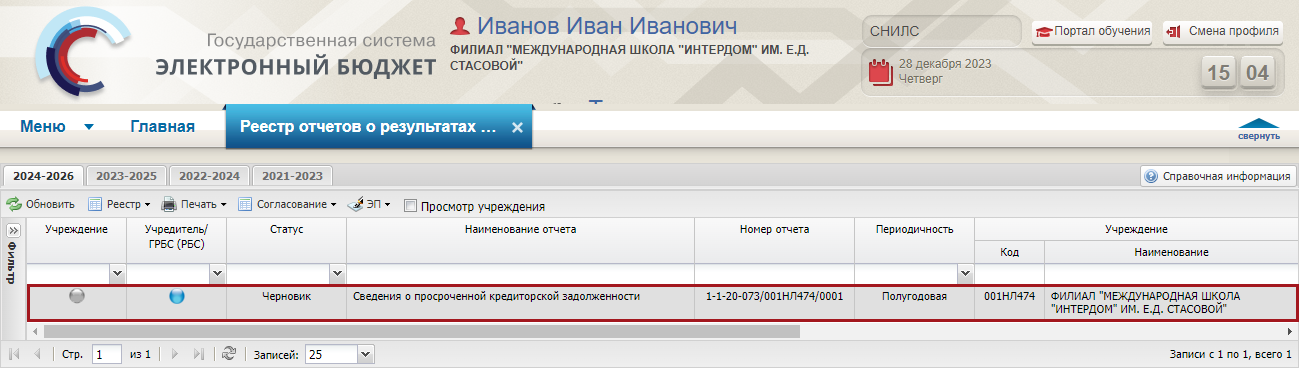 Государственная система
ЭЛЕКТРОННЫЙ БЮДЖЕТ
Иванов Иван Иванович
ФИЛИАЛ "МЕЖДУНАРОДНАЯ ШКОЛА "ИНТЕРДОМ" ИМ. Е.Д.
СТАСОВОЙ"
СНИЛС
Портал обучения
Смена профиля
28 декабря 2023
Четверг
15 04
Меню
Главная
Реестр отчетов о результатах ...
свернуть
2024-2026
2023-2025
2022-2024
2021-2023
Справочная информация
Обновить
Реестр
Печать
Согласование
ЭП
Просмотр учреждения
Фильтр
Учреждение
Учредитель/
ГРБС (РБС)
Статус
Наименование отчета
Номер отчета
Периодичность
Учреждение
Код
Наименование
Черновик
Сведения о просроченной кредиторской задолженности
1-1-20-073/001НЛ474/0001
Полугодовая
001НЛ474
ФИЛИАЛ "МЕЖДУНАРОДНАЯ ШКОЛА
"ИНТЕРДОМ" ИМ. Е.Д. СТАСОВОЙ"
Стр. 1 из 1
Записей: 25
Записи с 1 по 1, всего 1